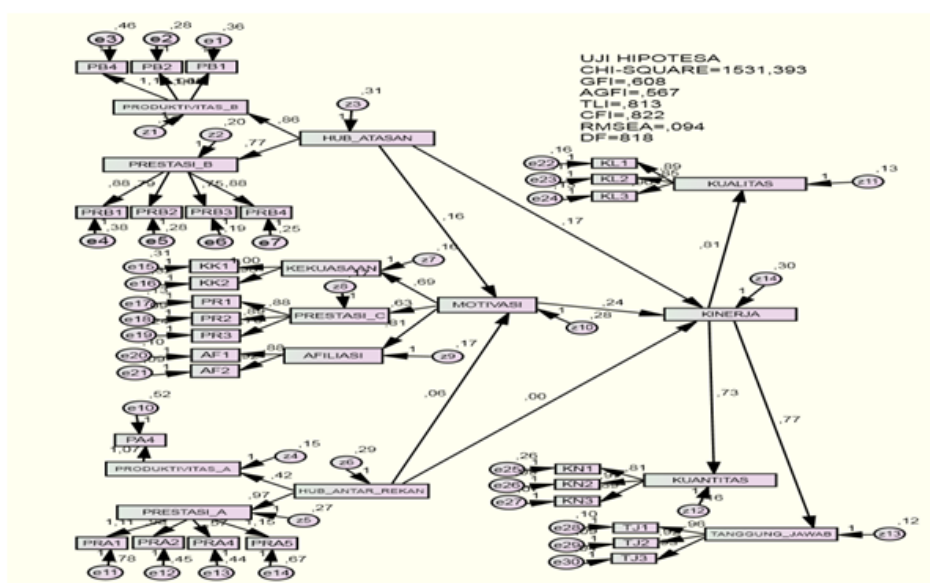 ,46
,28
,36
e3
e2
e1
PB4
PB2
PB1
PRODUKTIVITAS_B
z1
z2
,20
,86
,77
PRESTASI_B
,88
,79
,75
,88
PRB1
PRB2
PRB3
PRB4
,38
,28
,19
,25
e4
e5
e6
e7
z3
,31
HUB_ATASAN
UJI HIPOTESA
CHI-SQUARE=1531,393
GFI=,608
AGFI=,567
TLI=,813
CFI=,822
RMSEA=,094
DF=818
,16
e22
KL1
,89
e23
KL2
,85
e24
KL3
KUALITAS
z11
,13
,16
,17
,81
,31
e15
KK1
1,00
KEKUASAAN
z7
,16
e16
KK2
z8
,69
e17
PR1
,88
PRESTASI_C
,63
e18
PR2
e19
PR3
,81
,10
e20
AF1
,88
AFILIASI
z9
,17
e21
AF2
MOTIVASI
,24
,28
z10
z14
,30
KINERJA
,06
,00
,73
,77
,52
e10
PA4
1,07
PRODUKTIVITAS_A
z4
,15
,42
z6
,29
HUB_ANTAR_REKAN
,97
PRESTASI_A
z5
,27
1,11
1,15
PRA1
PRA2
PRA4
PRA5
,78
,45
,44
,67
e11
e12
e13
e14
,26
e25
KN1
,81
e26
KN2
e27
KN3
KUANTITAS
z12
,10
e28
TJ1
,96
e29
TJ2
e30
TJ3
TANGGUNG_JAWAB
z13
,12